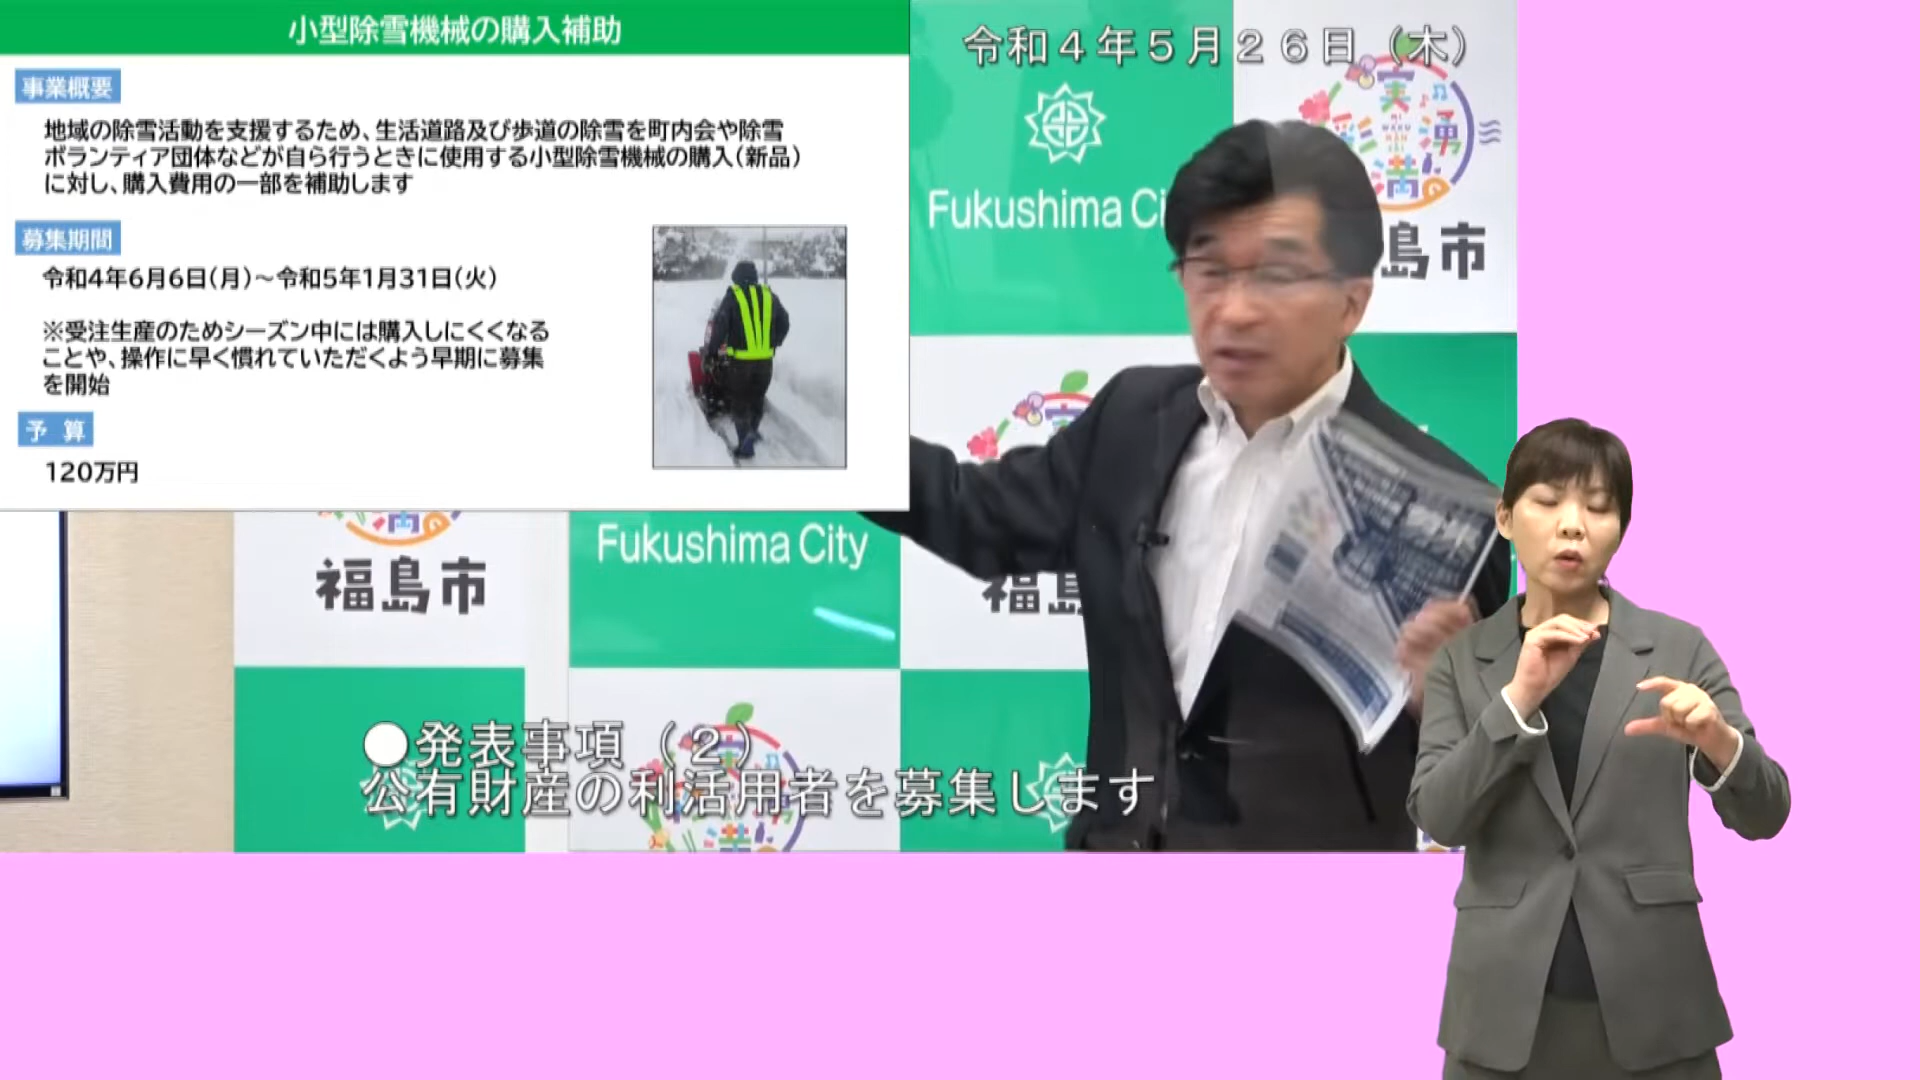 小型除雪機械の購入補助
事業概要
地域の除雪活動を支援するため、生活道路及び歩道の除雪を町内会や除雪
ボランティア団体などが自ら行うときに使用する小型除雪機械の購入(新品)
に対し、購入費用の一部を補助します
募集期間
令和4年6月6日(月)~令和5年1月31日(火)
※受注生産のためシーズン中には購入しにくくなる
ことや、操作に早く慣れていただくよう早期に募集
を開始
予 算
120万円
令和4年5月26日(木)
Fukushima Ci
実
湧
満
島市
Fukushima City
福島市
福島
●発表事項(2)
公有財産の利活用者を募集します